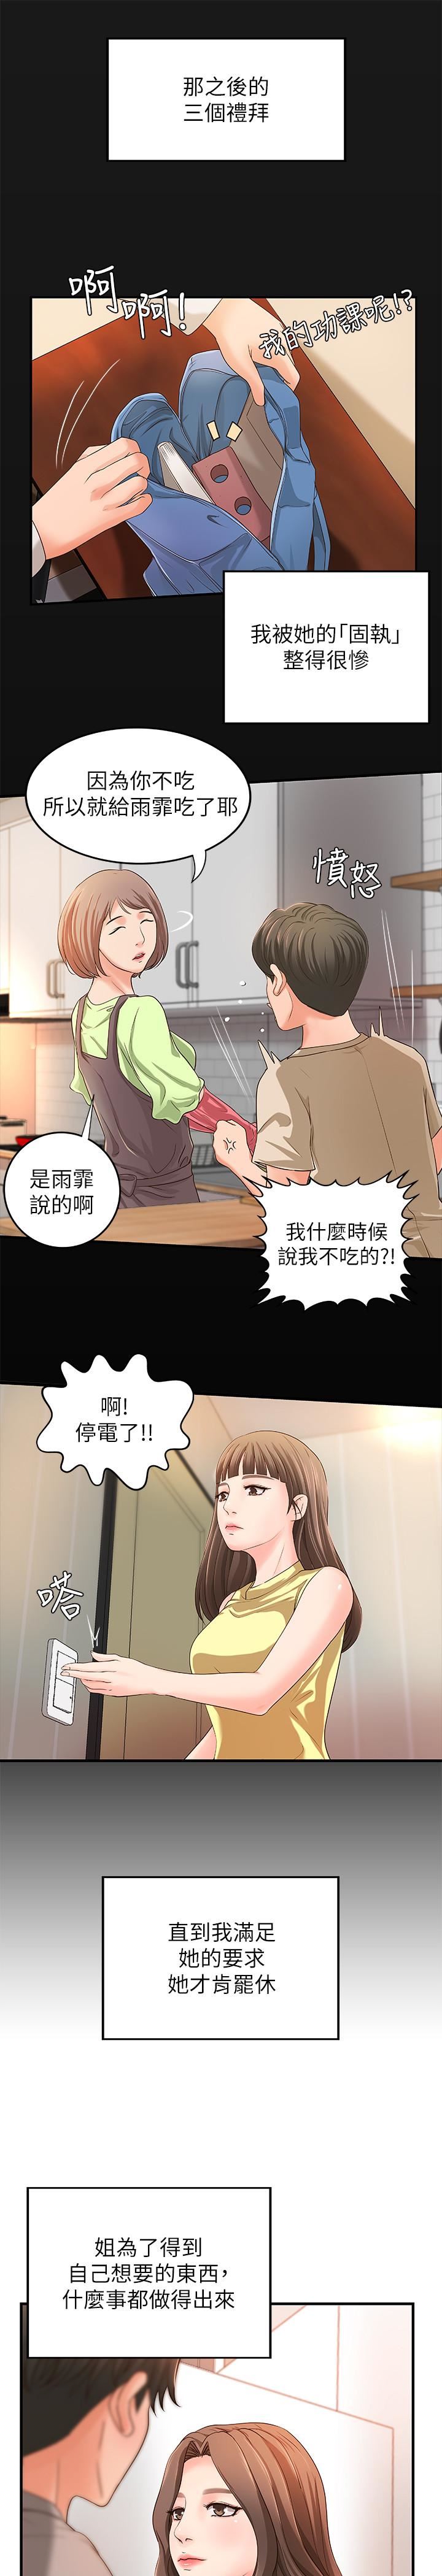 那之後的
三個禮拜
啊啊!
我的功課呢!?
我被她的「固執」
整得很慘
因為你不吃
所以就給雨霏吃了耶
憤怒
是雨霏
說的啊
我什麼時候
說我不吃的?!
啊!
停電了!!
嗒
直到我滿足
她的要求
她才肯罷休
姐為了得到
自己想要的東西,
什麼事都做得出來